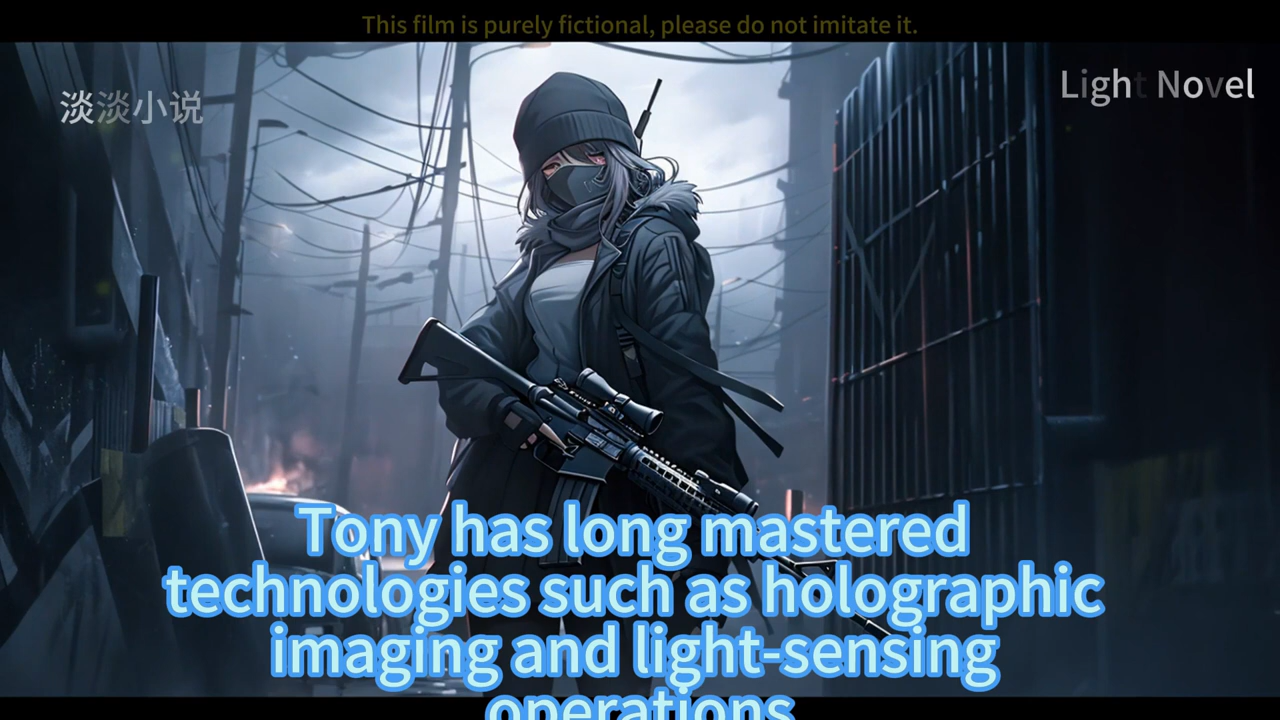 This film is purely fictional, please do not imitate it.
淡淡小说
Light Novel
Tony has long mastered
technologies such as holographic
imaging and light-sensing
operations